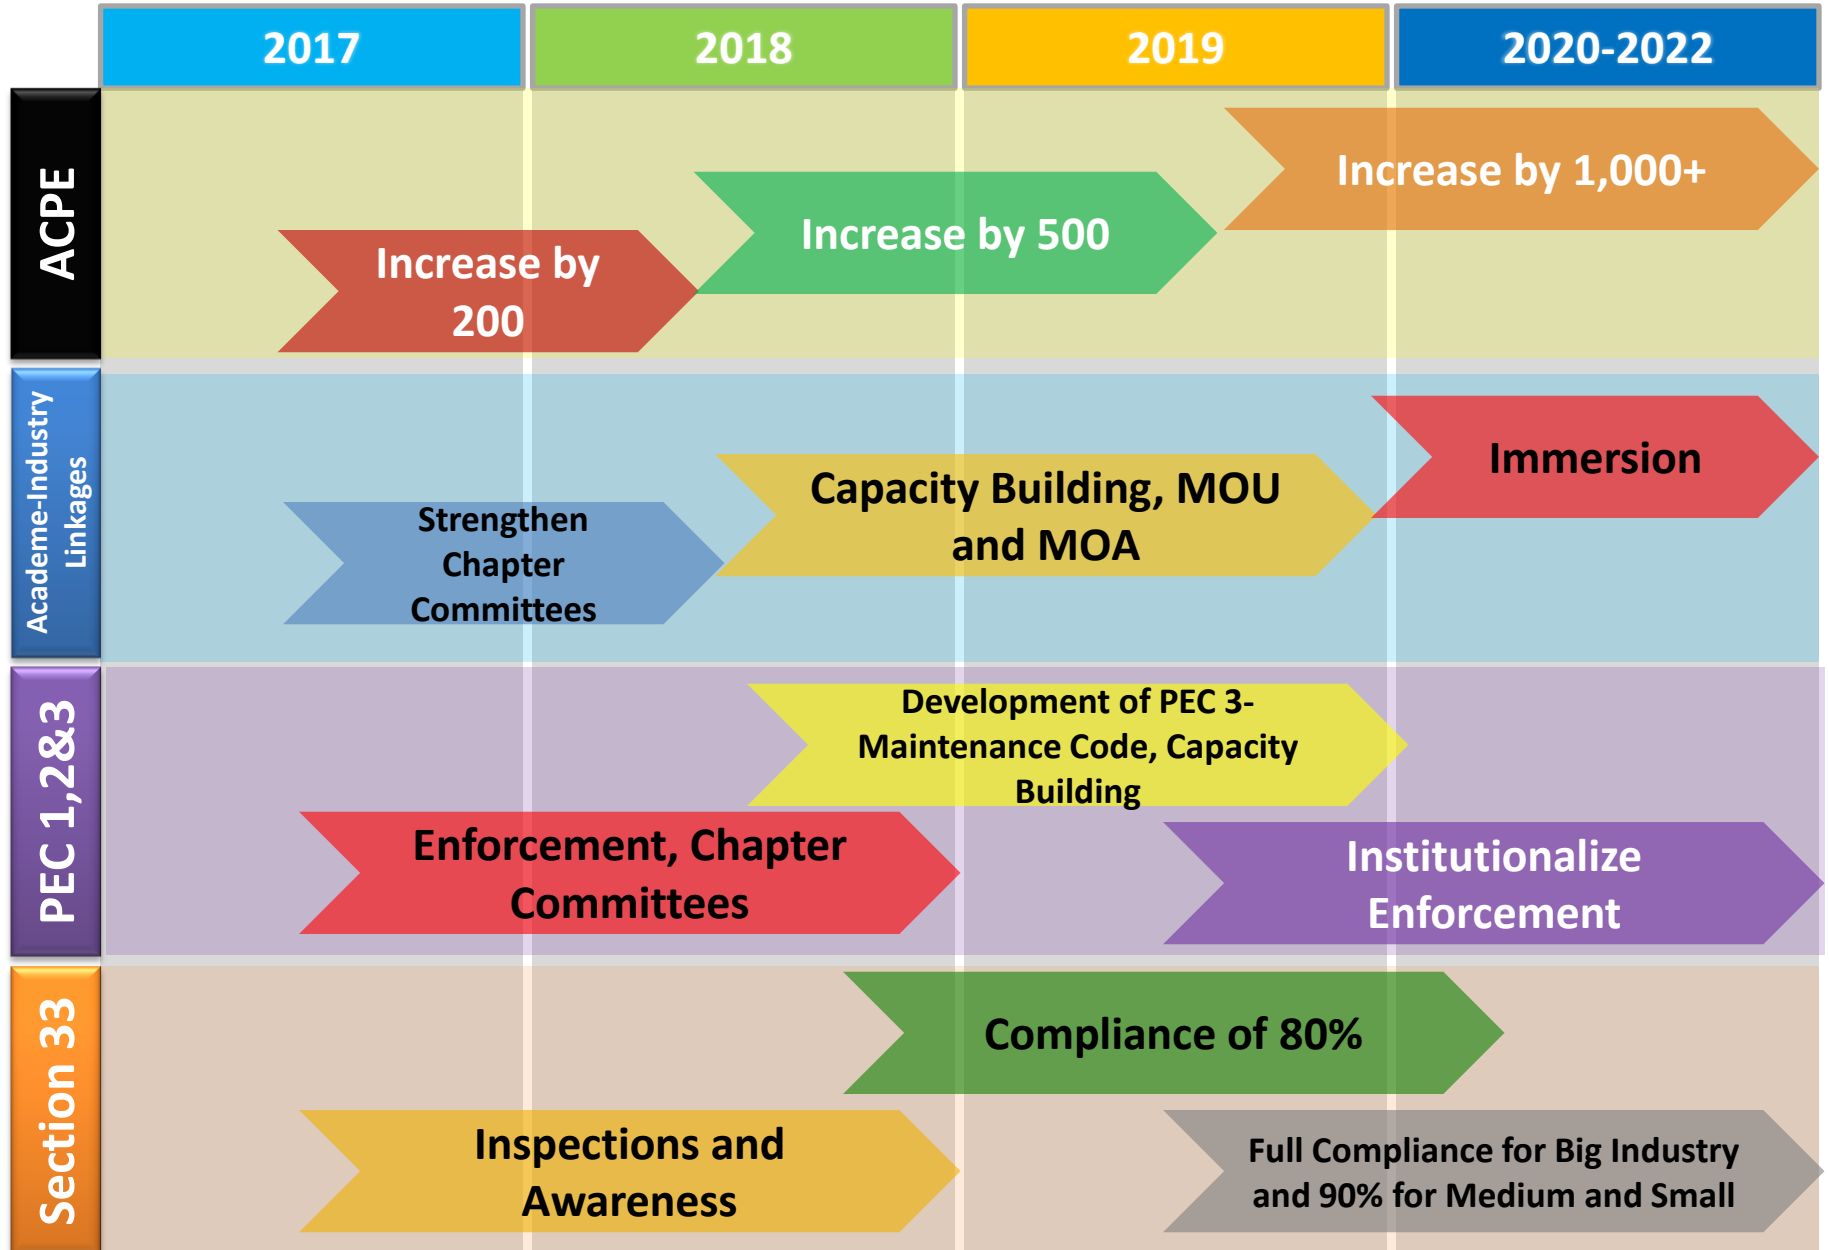 2017
2018
2019
2020-2022
ACPE
Increase by
200
Increase by 500
Increase by 1,000+
Academe-Industry
Linkages
Strengthen
Chapter
Committees
Capacity Building, MOU
and MOA
Immersion
PEC 1,2&3
Enforcement, Chapter
Committees
Development of PEC 3-
Maintenance Code, Capacity
Building
Institutionalize
Enforcement
Section 33
Inspections and
Awareness
Compliance of 80%
Full Compliance for Big Industry
and 90% for Medium and Small